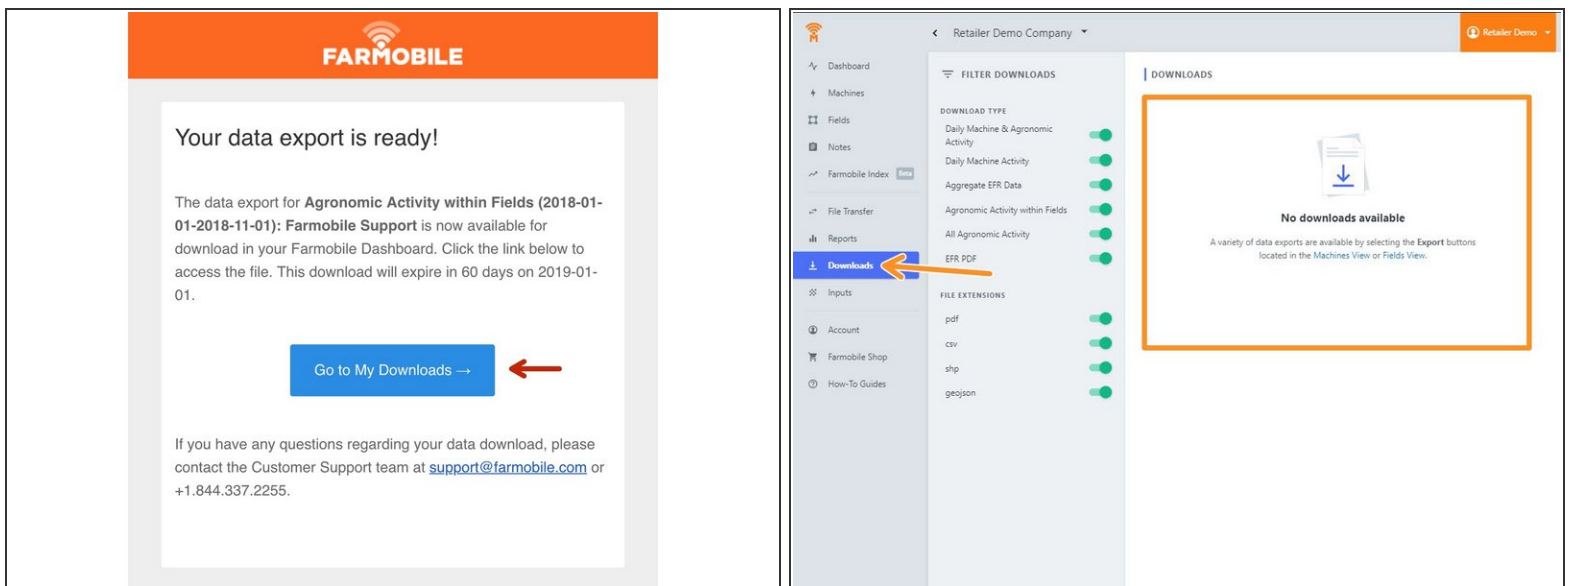 FARMOBILE
Your data export is ready!
The data export for Agronomic Activity within Fields (2018-01-
01-2018-11-01): Farmobile Support is now available for
download in your Farmobile Dashboard. Click the link below to
access the file. This download will expire in 60 days on 2019-01-
01.
Go to My Downloads →
If you have any questions regarding your data download, please
contact the Customer Support team at support@farmobile.com or
+1.844.337.2255.
M
Retailer Demo Company
Retailer Demo
Dashboard
Machines
Fields
Notes
Farmobile Index Beta
File Transfer
Reports
Downloads
Inputs
Account
Farmobile Shop
How-To Guides
FILTER DOWNLOADS
DOWNLOAD TYPE
Daily Machine & Agronomic
Activity
Daily Machine Activity
Aggregate EFR Data
Agronomic Activity within Fields
All Agronomic Activity
EFR PDF
FILE EXTENSIONS
pdf
csv
shp
geojson
DOWNLOADS
No downloads available
A variety of data exports are available by selecting the Export buttons
located in the Machines View or Fields View.